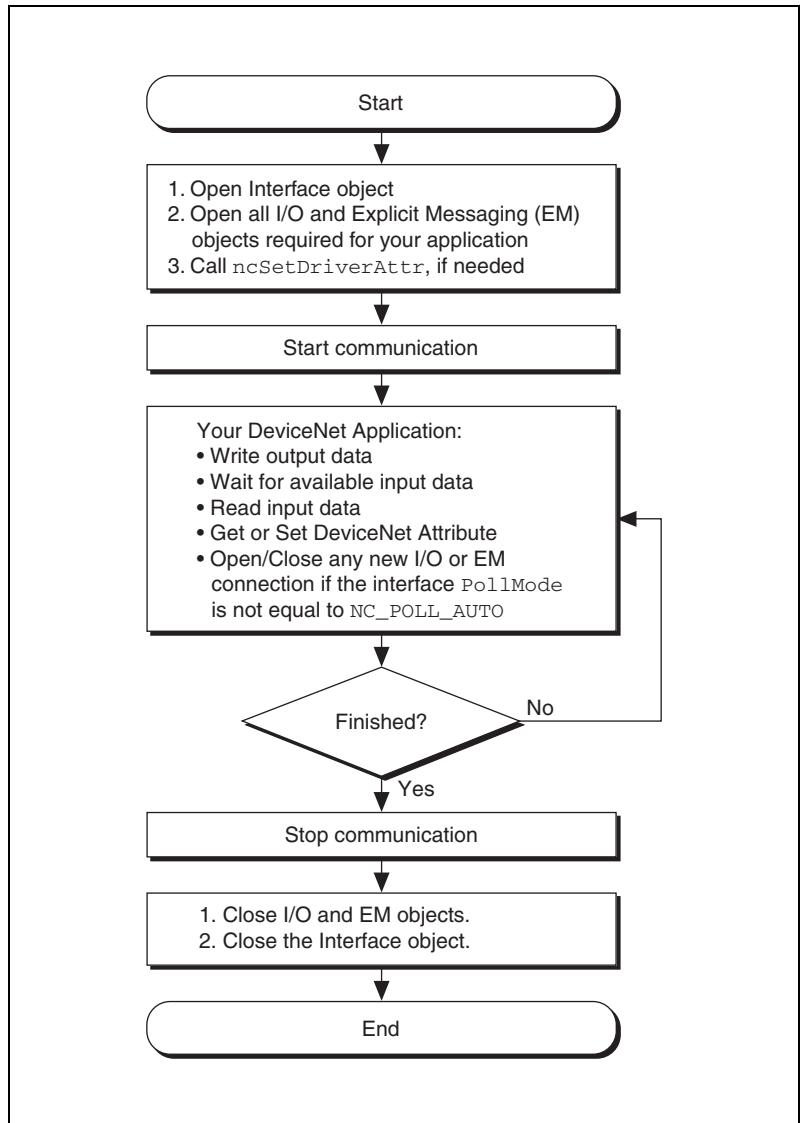 Start
1. Open Interface object
2. Open all I/O and Explicit Messaging (EM)
objects required for your application
3. Call ncSetDriverAttr, if needed
Start communication
Your DeviceNet Application:
• Write output data
• Wait for available input data
• Read input data
• Get or Set DeviceNet Attribute
• Open/Close any new I/O or EM
connection if the interface PollMode
is not equal to NC_POLL_AUTO
Finished?
No
Yes
Stop communication
1. Close I/O and EM objects.
2. Close the Interface object.
End